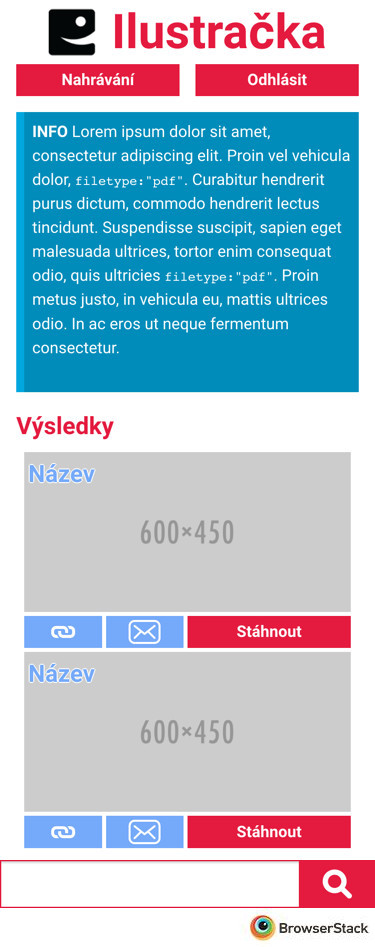 Ilustračka
Nahrávání
Odhlásit
INFO Lorem ipsum dolor sit amet,
consectetur adipiscing elit. Proin vel vehicula
dolor, filetype:"pdf". Curabitur hendrerit
purus dictum, commodo hendrerit lectus
tincidunt. Suspendisse suscipit, sapien eget
malesuada ultrices, tortor enim consequat
odio, quis ultricies filetype:"pdf". Proin
metus justo, in vehicula eu, mattis ultrices
odio. In ac eros ut neque fermentum
consectetur.
Výsledky
Název
600×450
Stáhnout
Název
600×450
Stáhnout
BrowserStack